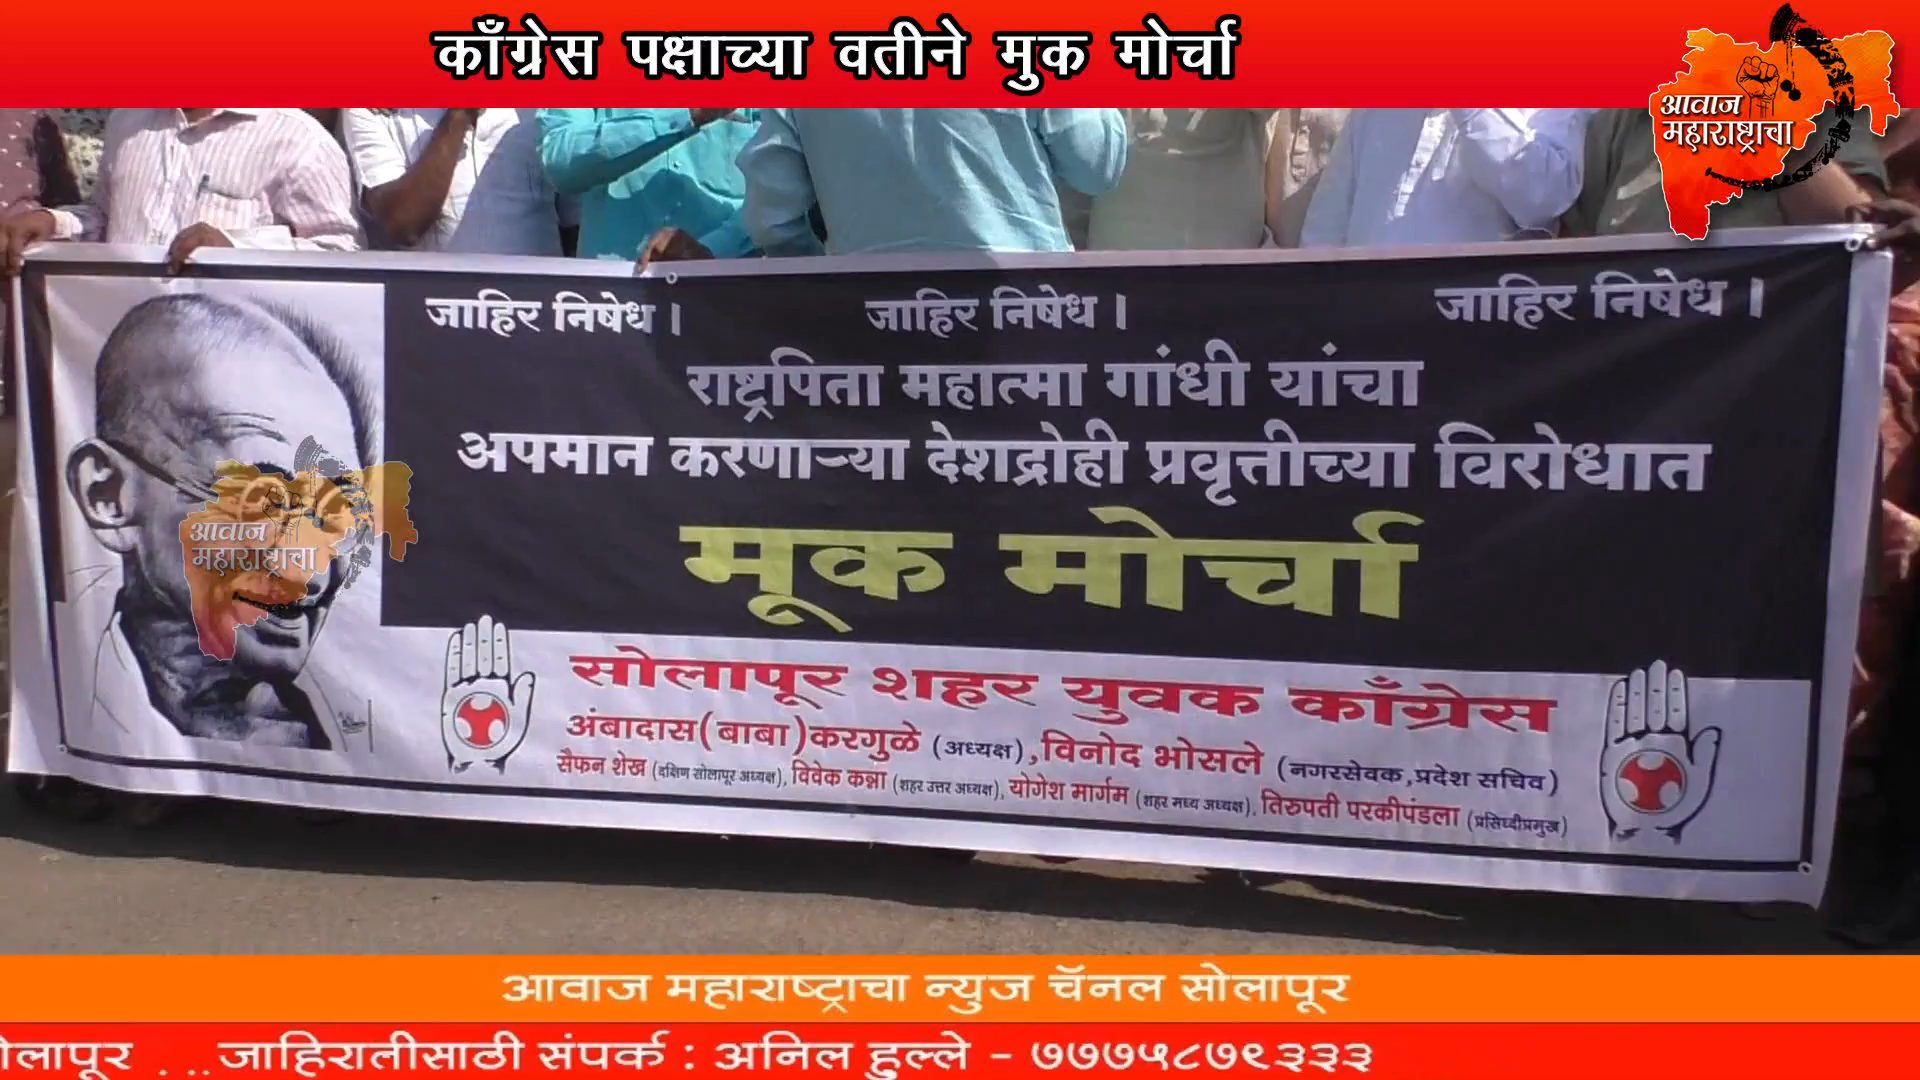 काँग्रेस पक्षाच्या वतीने मुक मोर्चा
आवाज
महाराष्ट्राचा
जाहिर निषेध । जाहिर निषेध । जाहिर निषेध ।
राष्ट्रपिता महात्मा गांधी यांचा
अपमान करणाऱ्या देशद्रोही प्रवृत्तीच्या विरोधात
मूक मोर्चा
आवाज
महाराष्ट्राचा
सोलापूर शहर युवक काँग्रेस
अंबादास(बाबा)करगुळे (अध्यक्ष),विनोद भोसले (नगरसेवक,प्रदेश सचिव)
सैफन शेख (दक्षिण सोलापूर अध्यक्ष), विवेक कन्ना (शहर उत्तर अध्यक्ष), योगेश मार्गम (शहर मध्य अध्यक्ष), तिरुपती परकीपंडला (प्रसिध्दीप्रमुख)
आवाज महाराष्ट्राचा न्युज चॅनल सोलापूर
ोलापूर . ..जाहिरातीसाठी संपर्क : अनिल हुल्ले - ७७७५८७९३३३